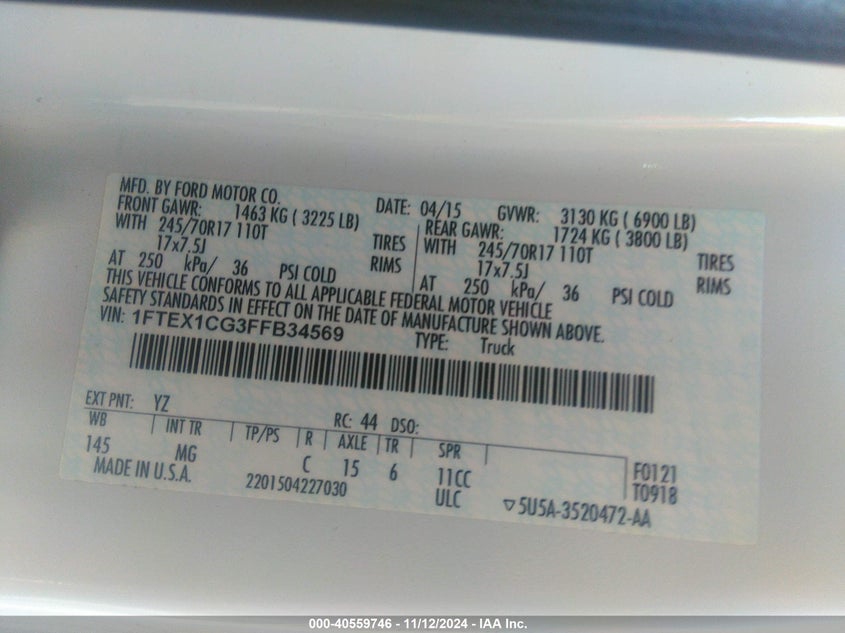 MFD. BY FORD MOTOR CO.
DATE: 04/15 GVWR: 3130 KG ( 6900 LB)
FRONT GAWR: 1463 KG ( 3225 LB)
WITH 245/70R17 110T TIRES
17x7.5J RIMS
AT 250 kPa/ 36 PSI COLD
REAR GAWR: 1724 KG ( 3800 LB)
WITH 245/70R17 110T TIRES
17x7.5J RIMS
AT 250 kPa/ 36 PSI COLD
THIS VEHICLE CONFORMS TO ALL APPLICABLE FEDERAL MOTOR VEHICLE
SAFETY STANDARDS IN EFFECT ON THE DATE OF MANUFACTURE SHOWN ABOVE.
VIN: 1FTEX1CG3FFB34569
TYPE: Truck
EXT PNT: YZ RC: 44 DSO:
WB INT TR TP/PS R AXLE TR SPR
145 MG C 15 6 11CC F0121
MADE IN U.S.A. 2201504227030 ULC T0918
▽5U5A-3520472-AA
000-40559746 - 11/12/2024 - IAA Inc.